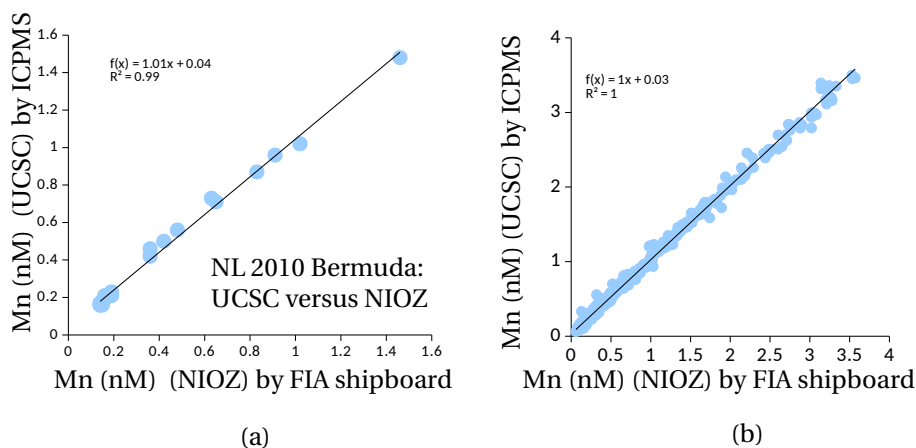 Mn (nM)  (UCSC) by ICPMS
1.6
1.4
1.2
1
0.8
0.6
0.4
0.2
0
f(x) = 1.01x + 0.04
R² = 0.99
NL 2010 Bermuda:
UCSC versus NIOZ
0 0.2 0.4 0.6 0.8 1 1.2 1.4 1.6
Mn (nM)  (NIOZ) by FIA shipboard
(a)
Mn (nM) (UCSC) by ICPMS
4
3
2
1
0
f(x) = 1x + 0.03
R² = 1
0 0.5 1 1.5 2 2.5 3 3.5 4
Mn (nM) (NIOZ) by FIA shipboard
(b)